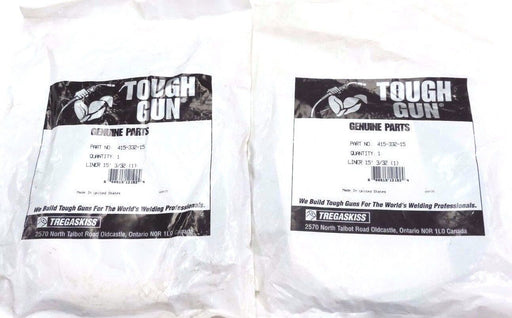 TOUGH
GUN®
GENUINE PARTS
PART NO 415-332-15
QUANTITY: 1
LINER 15' 3/32 (1)
Made In United States
We Build Tough Guns For The World's Welding Professionals.
TREGASKISS
2570 North Talbot Road Oldcastle, Ontario N0R 1L0 Canada
TOUGH
GUN®
GENUINE PARTS
PART NO 415-332-15
QUANTITY: 1
LINER 15' 3/32 (1)
Made In United States
We Build Tough Guns For The World's Welding Professionals.
TREGASKISS
2570 North Talbot Road Oldcastle, Ontario N0R 1L0 Canada